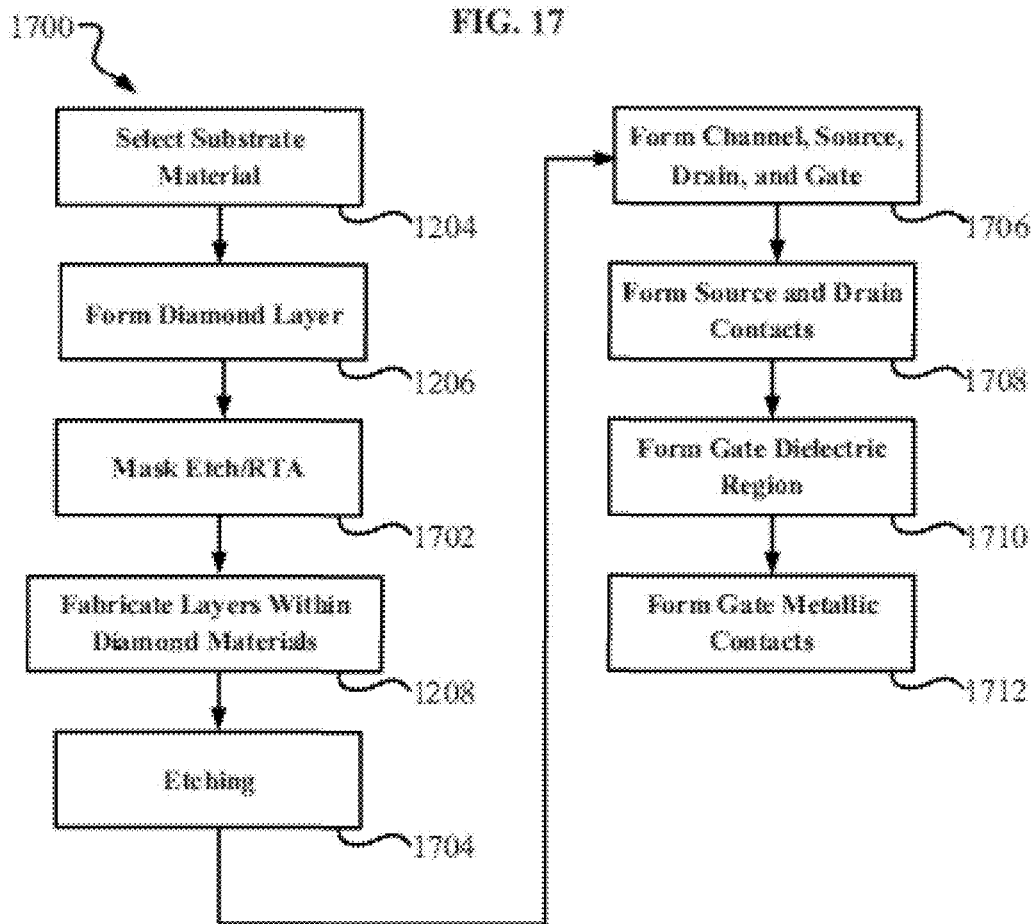 FIG. 17
1700
Select Substrate
Material
1204
Form Diamond Layer
1206
Mask Etch/RTA
1702
Fabricate Layers Within
Diamond Materials
1208
Etching
1704
Form Channel, Source,
Drain, and Gate
1706
Form Source and Drain
Contacts
1708
Form Gate Dielectric
Region
1710
Form Gate Metallic
Contacts
1712